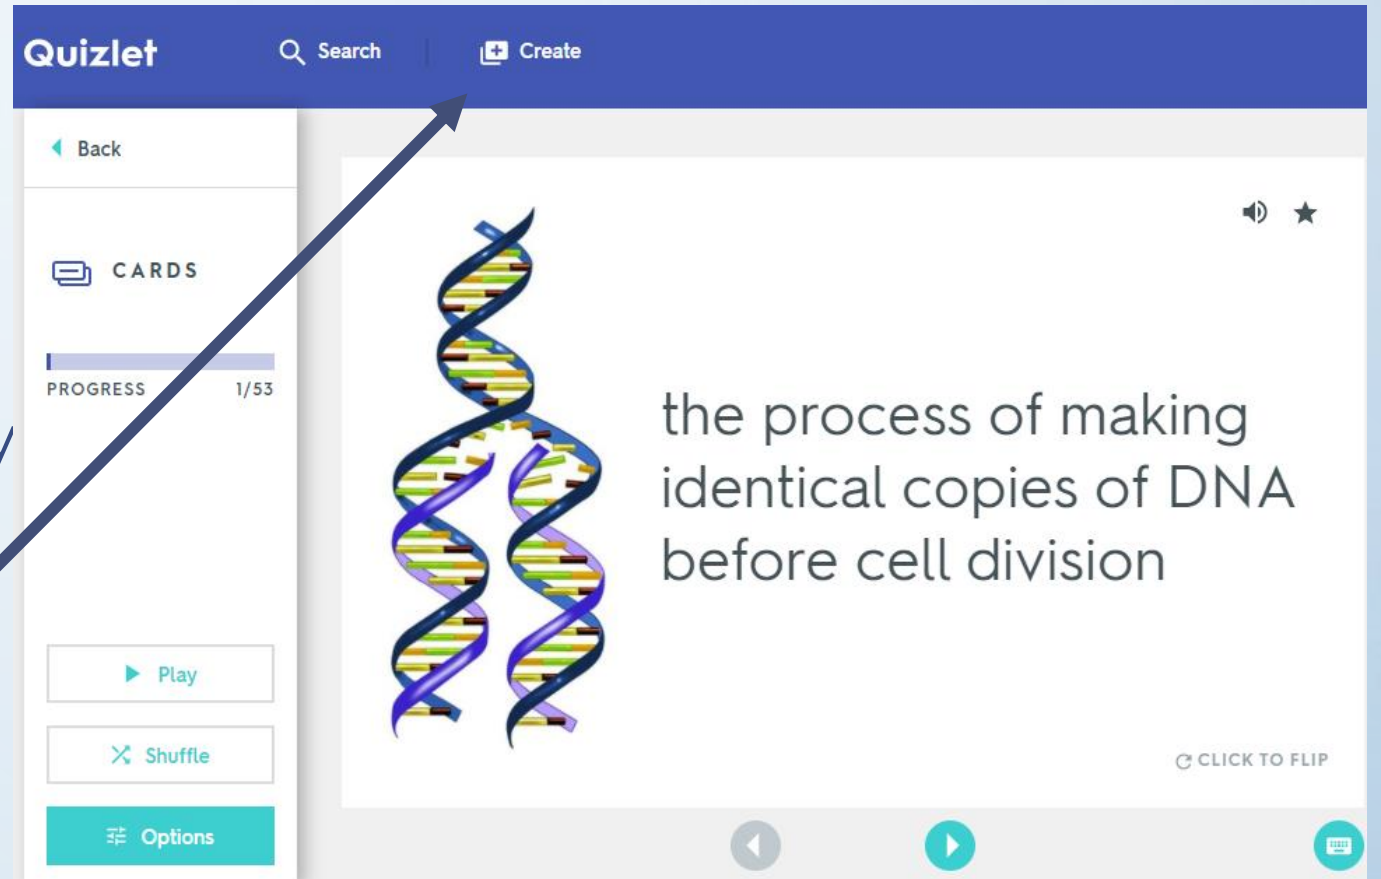 Quizlet Search Create
Back
CARDS
PROGRESS 1/53
the process of making
identical copies of DNA
before cell division
Play
Shuffle
CLICK TO FLIP
Options